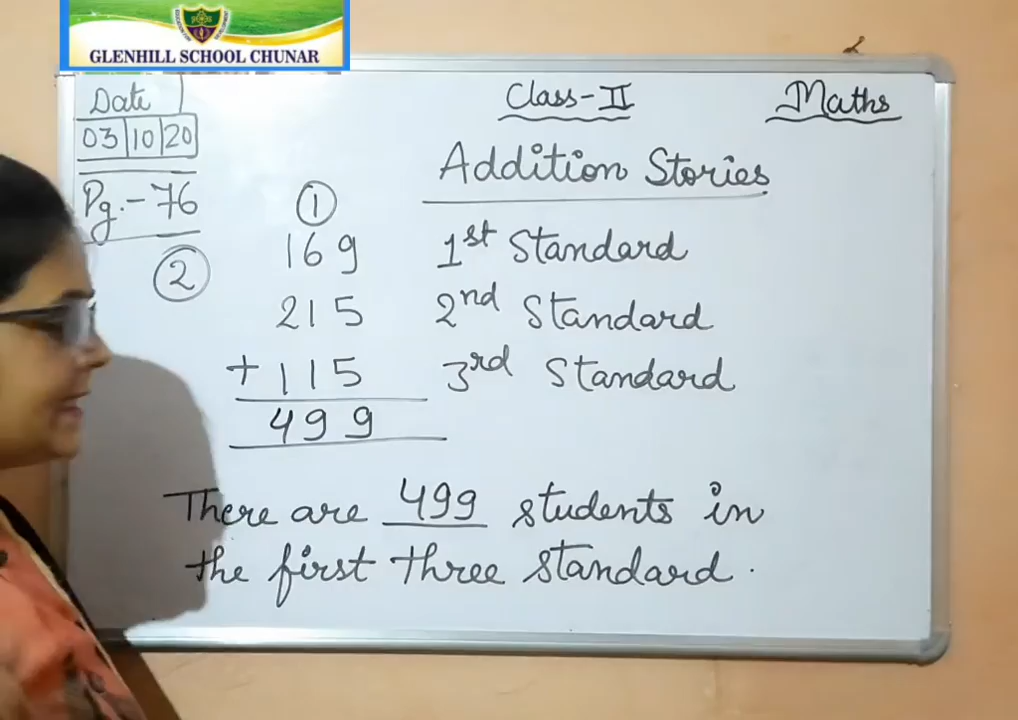 GLENHILL SCHOOL CHUNAR
Date
03 10 20
Pg.- 76
Class-II
Maths
Addition Stories
2
1
169 1st Standard
215 2nd Standard
+ 115 3rd Standard
499
There are 499 students in
the first three standard.